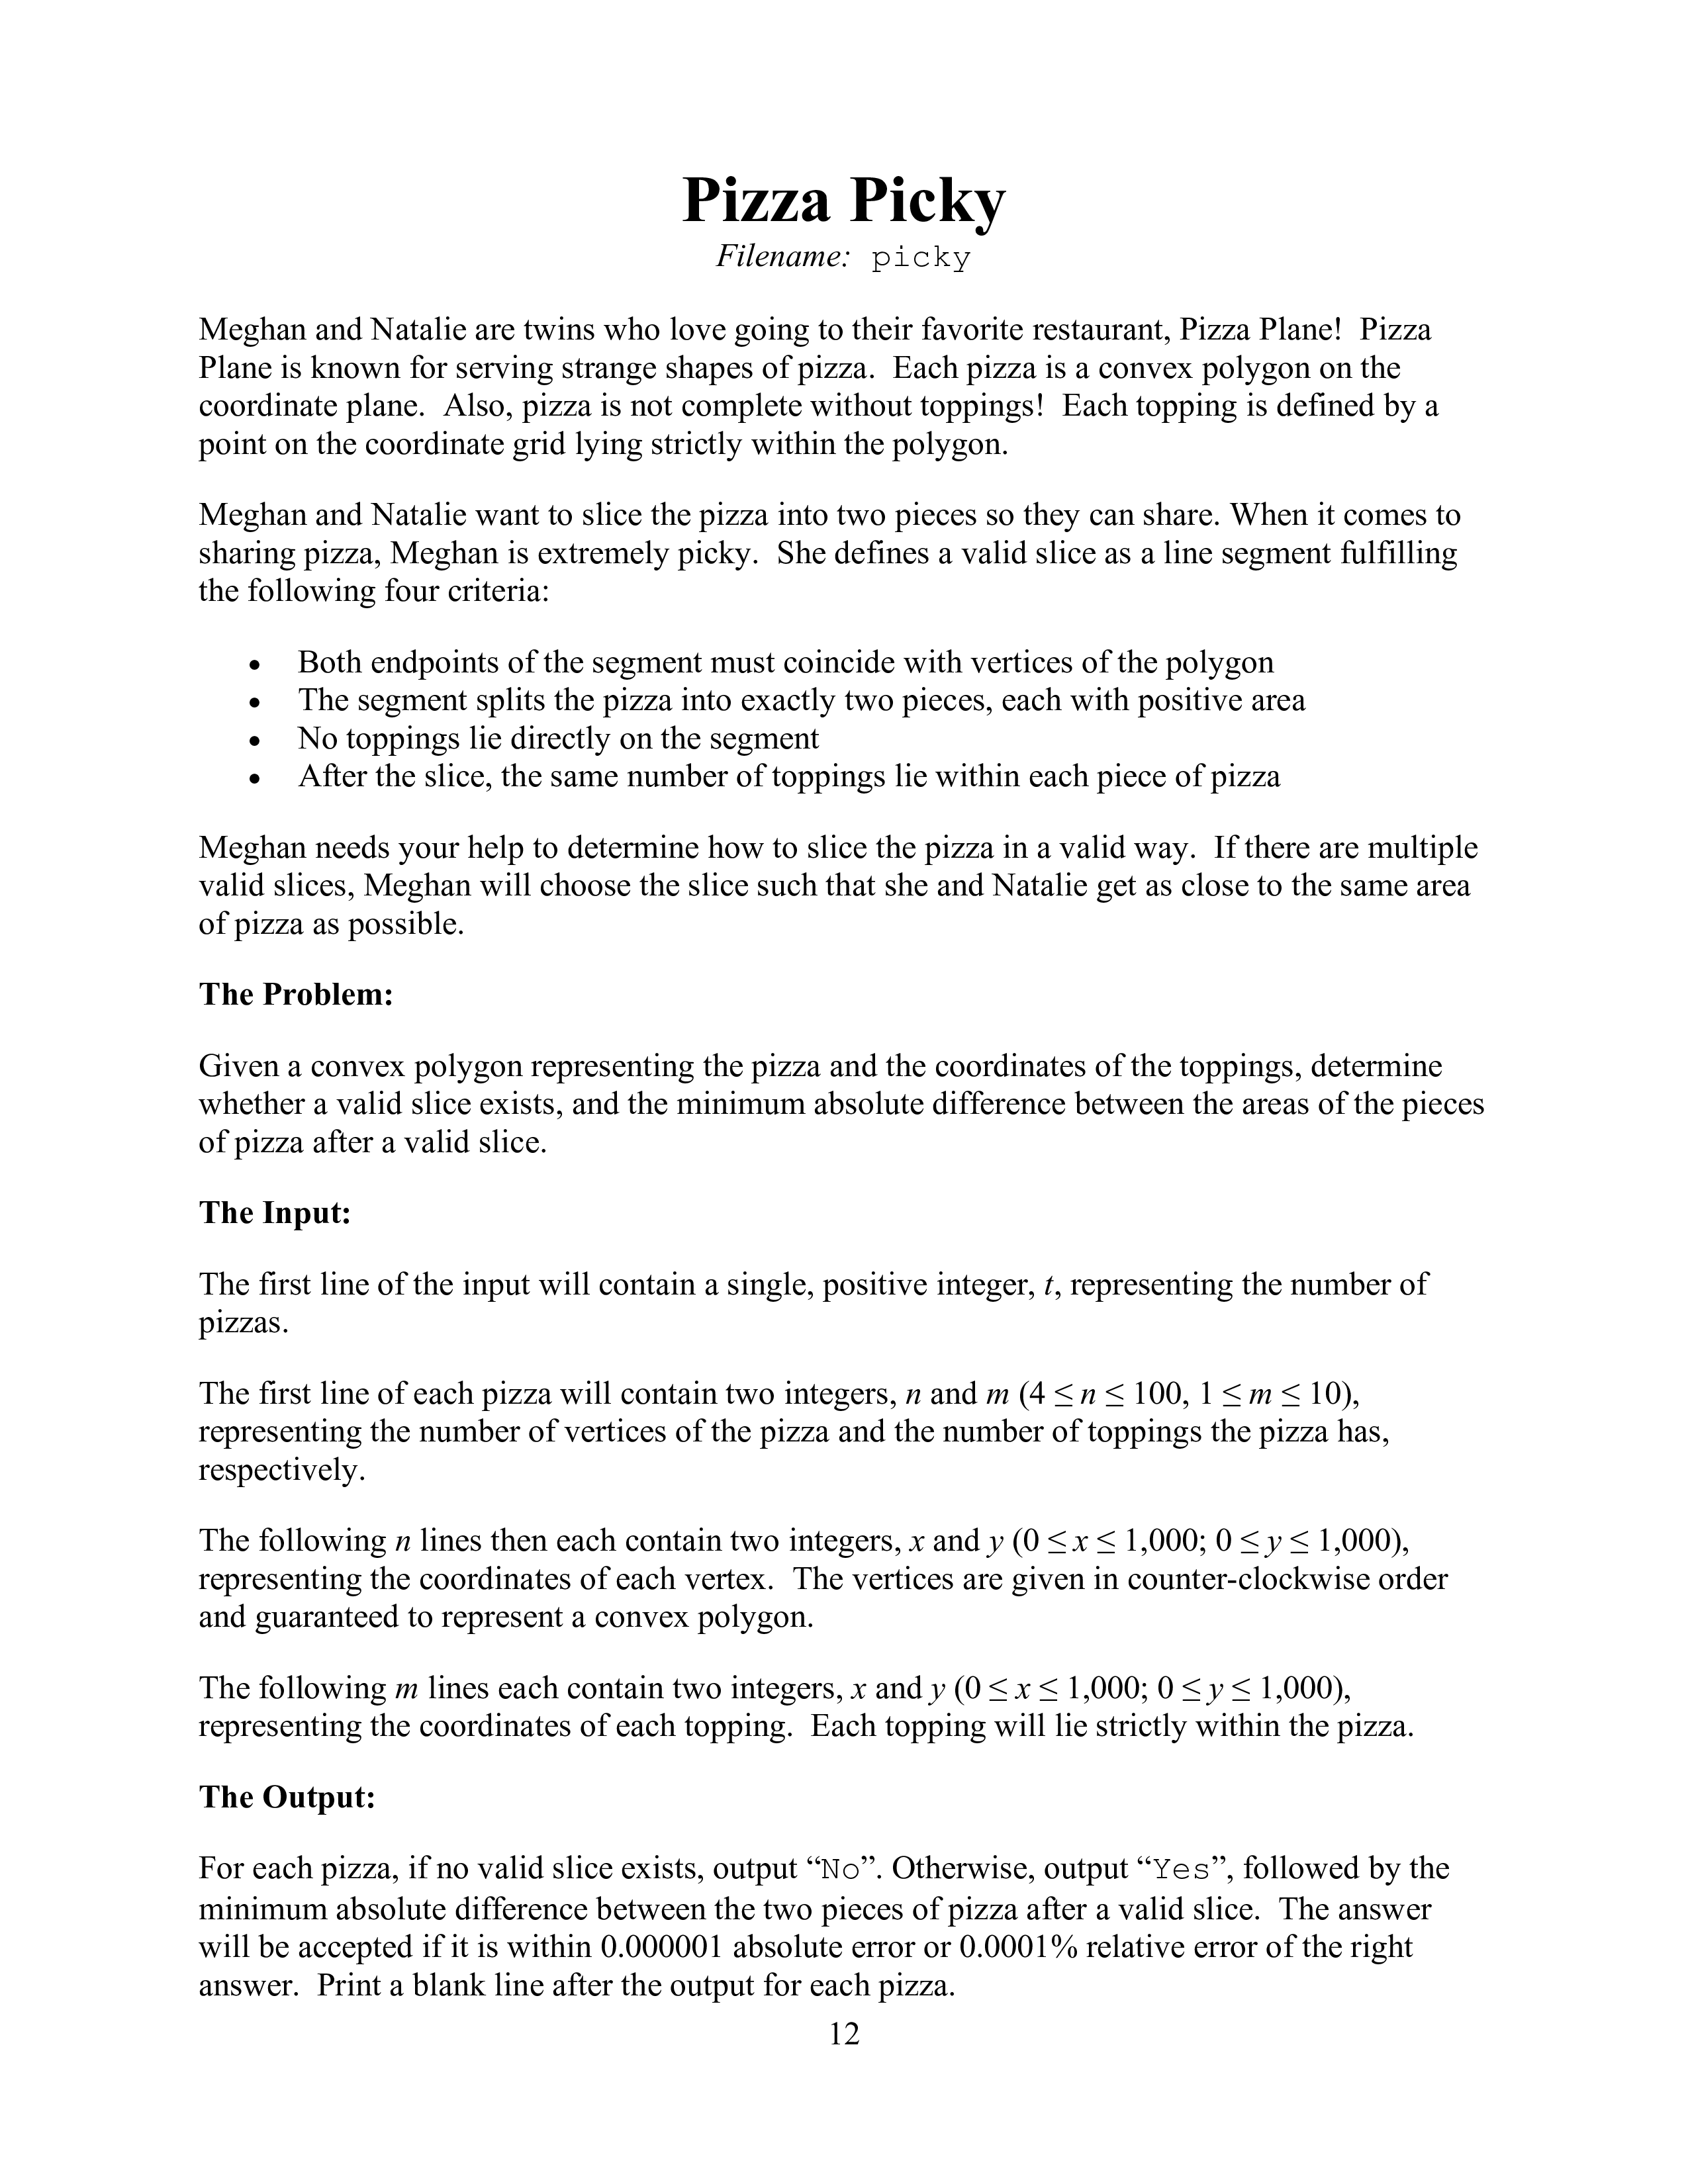 Pizza Picky
Filename: picky
Meghan and Natalie are twins who love going to their favorite restaurant, Pizza Plane! Pizza
Plane is known for serving strange shapes of pizza. Each pizza is a convex polygon on the
coordinate plane. Also, pizza is not complete without toppings! Each topping is defined by a
point on the coordinate grid lying strictly within the polygon.
Meghan and Natalie want to slice the pizza into two pieces so they can share. When it comes to
sharing pizza, Meghan is extremely picky. She defines a valid slice as a line segment fulfilling
the following four criteria:
• Both endpoints of the segment must coincide with vertices of the polygon
• The segment splits the pizza into exactly two pieces, each with positive area
• No toppings lie directly on the segment
• After the slice, the same number of toppings lie within each piece of pizza
Meghan needs your help to determine how to slice the pizza in a valid way. If there are multiple
valid slices, Meghan will choose the slice such that she and Natalie get as close to the same area
of pizza as possible.
The Problem:
Given a convex polygon representing the pizza and the coordinates of the toppings, determine
whether a valid slice exists, and the minimum absolute difference between the areas of the pieces
of pizza after a valid slice.
The Input:
The first line of the input will contain a single, positive integer, t, representing the number of
pizzas.
The first line of each pizza will contain two integers, n and m (4 ≤ n ≤ 100, 1 ≤ m ≤ 10),
representing the number of vertices of the pizza and the number of toppings the pizza has,
respectively.
The following n lines then each contain two integers, x and y (0 ≤ x ≤ 1,000; 0 ≤ y ≤ 1,000),
representing the coordinates of each vertex. The vertices are given in counter-clockwise order
and guaranteed to represent a convex polygon.
The following m lines each contain two integers, x and y (0 ≤ x ≤ 1,000; 0 ≤ y ≤ 1,000),
representing the coordinates of each topping. Each topping will lie strictly within the pizza.
The Output:
For each pizza, if no valid slice exists, output “No”. Otherwise, output “Yes”, followed by the
minimum absolute difference between the two pieces of pizza after a valid slice. The answer
will be accepted if it is within 0.000001 absolute error or 0.0001% relative error of the right
answer. Print a blank line after the output for each pizza.
12